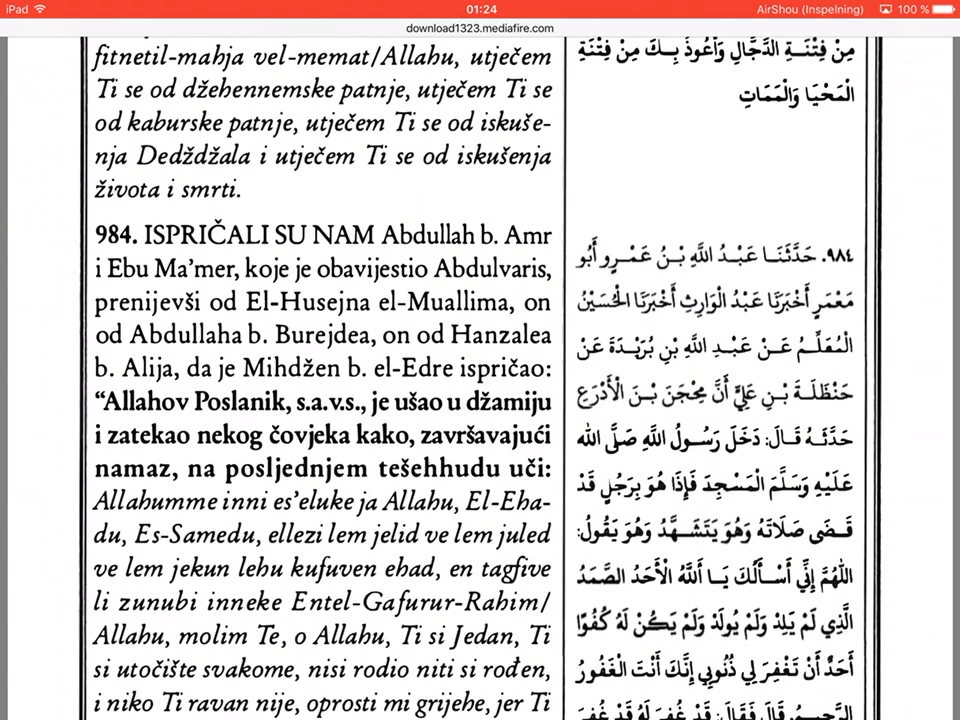 iPad 01:24 AirShou (Inspelning) 100 %
download1323.mediafire.com
fitnetil-mahja vel-memat/Allahu, utječem
Ti se od džehennemske patnje, utječem Ti se
od kaburske patnje, utječem Ti se od iskuše-
nja Dedždžala i utječem Ti se od iskušenja
života i smrti.
984. ISPRIČALI SU NAM Abdullah b. Amr
i Ebu Ma’mer, koje je obavijestio Abdulvaris,
prenijevši od El-Husejna el-Muallima, on
od Abdullaha b. Burejdea, on od Hanzalea
b. Alija, da je Mihdžen b. el-Edre ispričao:
“Allahov Poslanik, s.a.v.s., je ušao u džamiju
i zatekao nekog čovjeka kako, završavajući
namaz, na posljednjem tešehhudu uči:
Allahumme inni es’eluke ja Allahu, El-Eha-
du, Es-Samedu, ellezi lem jelid ve lem juled
ve lem jekun lehu kufuven ehad, en tagfive
li zunubi inneke Entel-Gafurur-Rahim/
Allahu, molim Te, o Allahu, Ti si Jedan, Ti
si utočište svakome, nisi rodio niti si rođen,
i niko Ti ravan nije, oprosti mi grijehe, jer Ti
مِنْ فِتْنَةِ الدَّجَّالِ وَأَعُوذُ بِكَ مِنْ فِتْنَةِ
الْمَحْيَا وَالْمَمَاتِ
٩٨٤. حَدَّثَنَا عَبْدُ اللَّهِ بْنُ عَمْرٍو أَبُو
مَعْمَرٍ أَخْبَرَنَا عَبْدُ الْوَارِثِ أَخْبَرَنَا الْحُسَيْنُ
الْمُعَلِّمُ عَنْ عَبْدِ اللَّهِ بْنِ بُرَيْدَةَ عَنْ
حَنْظَلَةَ بْنِ عَلِيٍّ أَنَّ مِحْجَنَ بْنَ الْأَدْرَعِ
حَدَّثَهُ قَالَ: دَخَلَ رَسُولُ اللَّهِ صَلَّى الله
عَلَيْهِ وَسَلَّمَ الْمَسْجِدَ فَإِذَا هُوَ بِرَجُلٍ قَدْ
قَضَى صَلَاتَهُ وَهُوَ يَتَشَهَّدُ وَهُوَ يَقُولُ:
اللَّهُمَّ إِنِّي أَسْأَلُكَ يَا اللَّهُ الْأَحَدُ الصَّمَدُ
الَّذِي لَمْ يَلِدْ وَلَمْ يُولَدْ وَلَمْ يَكُنْ لَهُ كُفُوًا
أَحَدٌ أَنْ تَغْفِرَ لِي ذُنُوبِي إِنَّكَ أَنْتَ الْغَفُورُ
الرَّحِيمُ قَالَ فَقَالَ: قَدْ غُفِرَ لَهُ قَدْ غُفِرَ